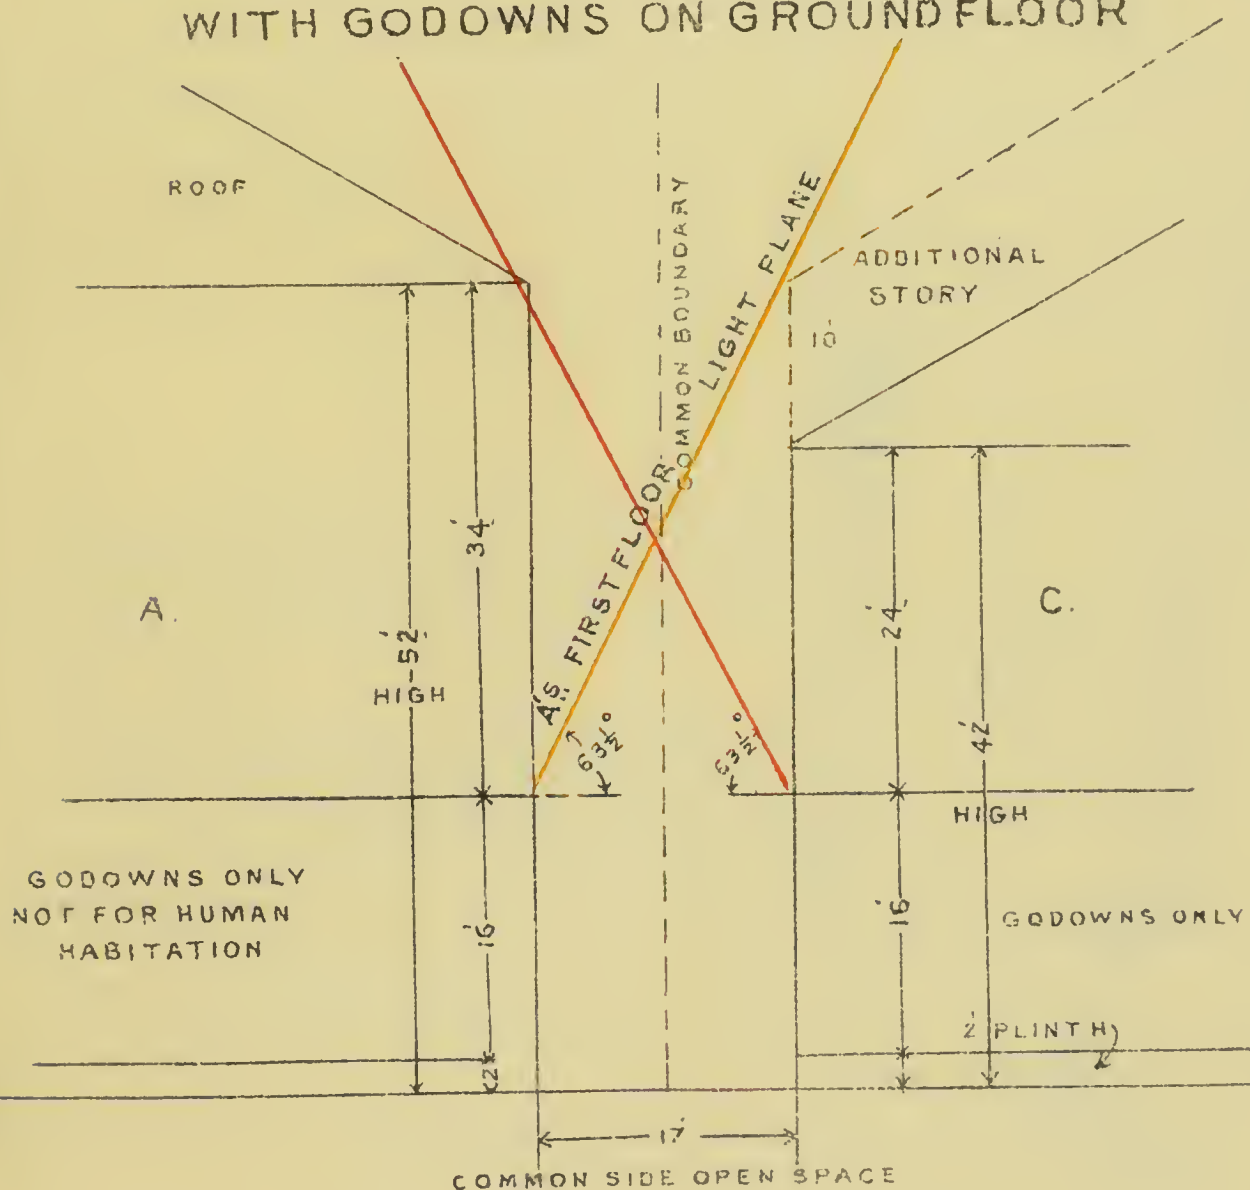 WITH GODOWNS ON GROUND FLOOR
ROOF
COMMON BOUNDARY
A'S. FIRST FLOOR LIGHT PLANE
ADDITIONAL
STORY
10'
34'
52'
HIGH
A.
24'
C.
42'
HIGH
63½°
63½°
GODOWNS ONLY
NOT FOR HUMAN
HABITATION
16'
16'
GODOWNS ONLY
2' PLINTH
2'
17'
COMMON SIDE OPEN SPACE